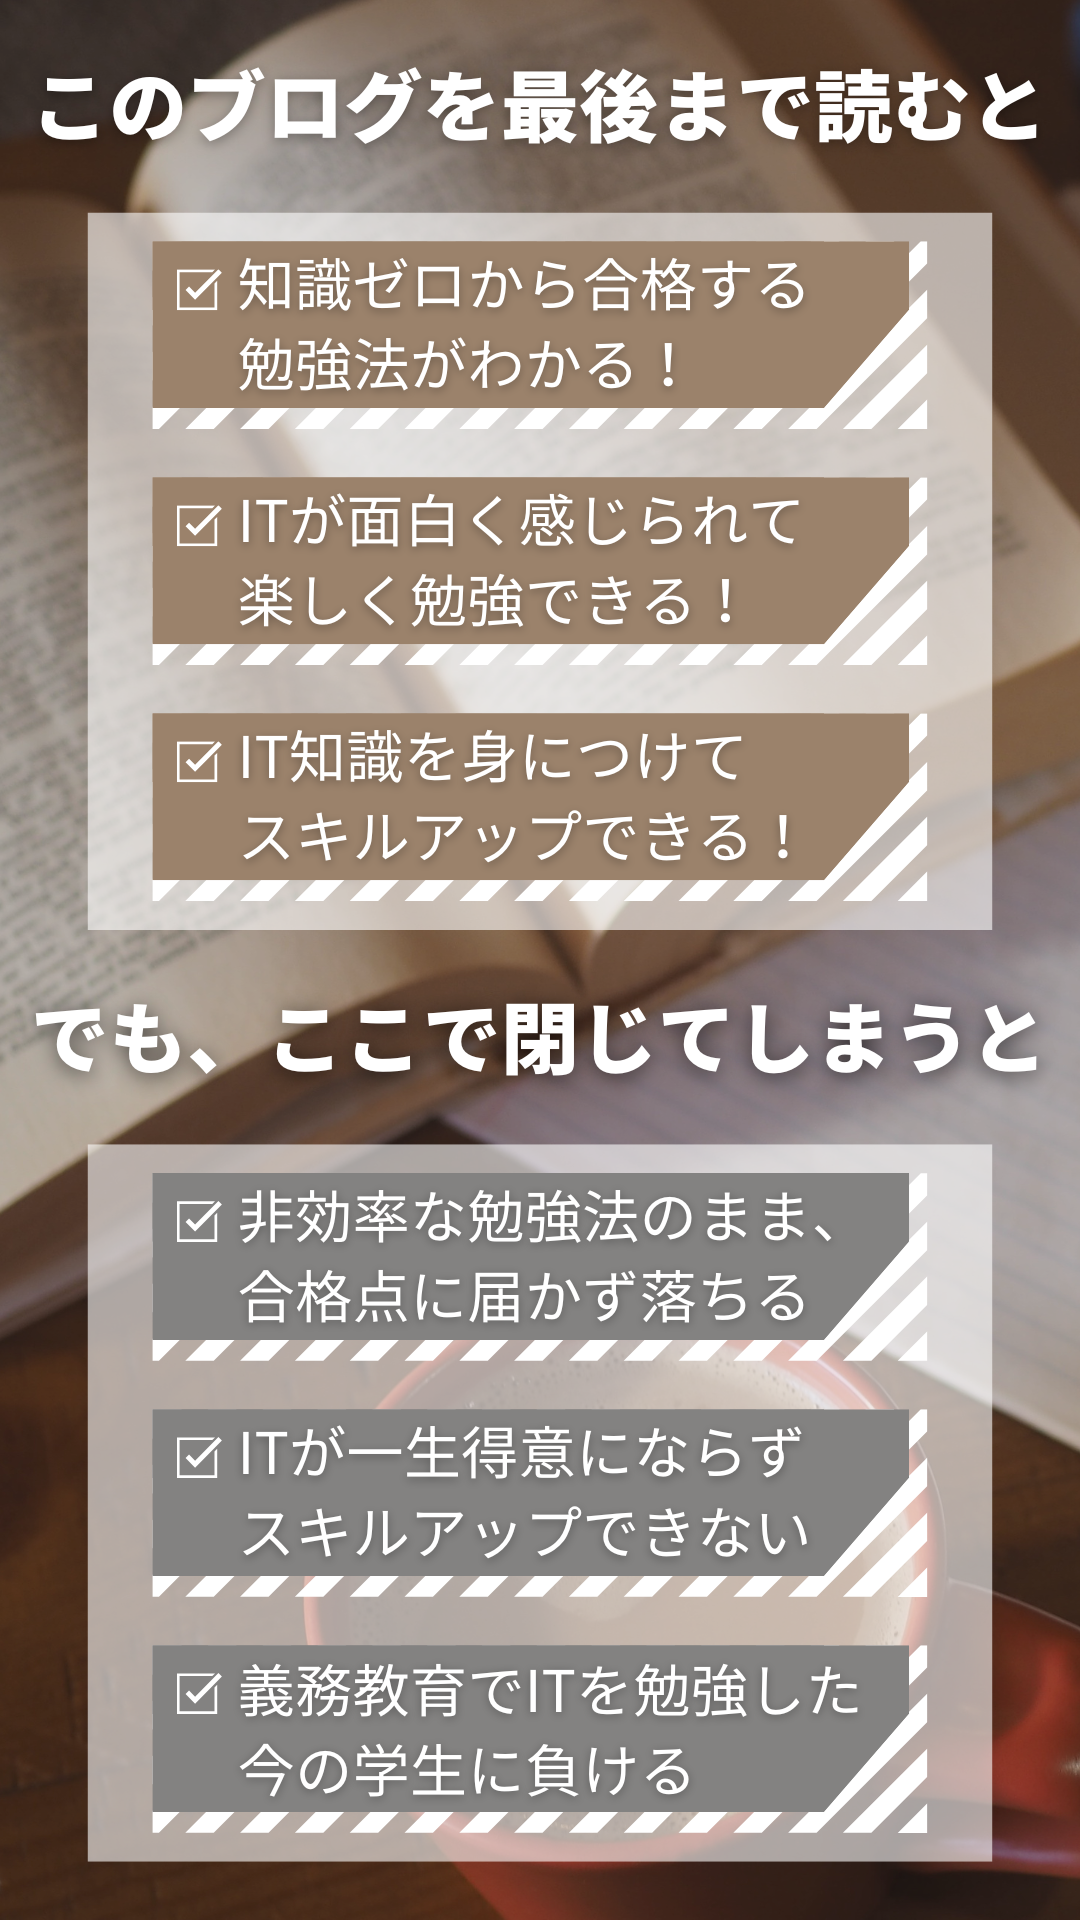 このブログを最後まで読むと
知識ゼロから合格する
勉強法がわかる！
ITが面白く感じられて
楽しく勉強できる！
IT知識を身につけて
スキルアップできる！
でも、ここで閉じてしまうと
非効率な勉強法のまま、
合格点に届かず落ちる
ITが一生得意にならず
スキルアップできない
義務教育でITを勉強した
今の学生に負ける